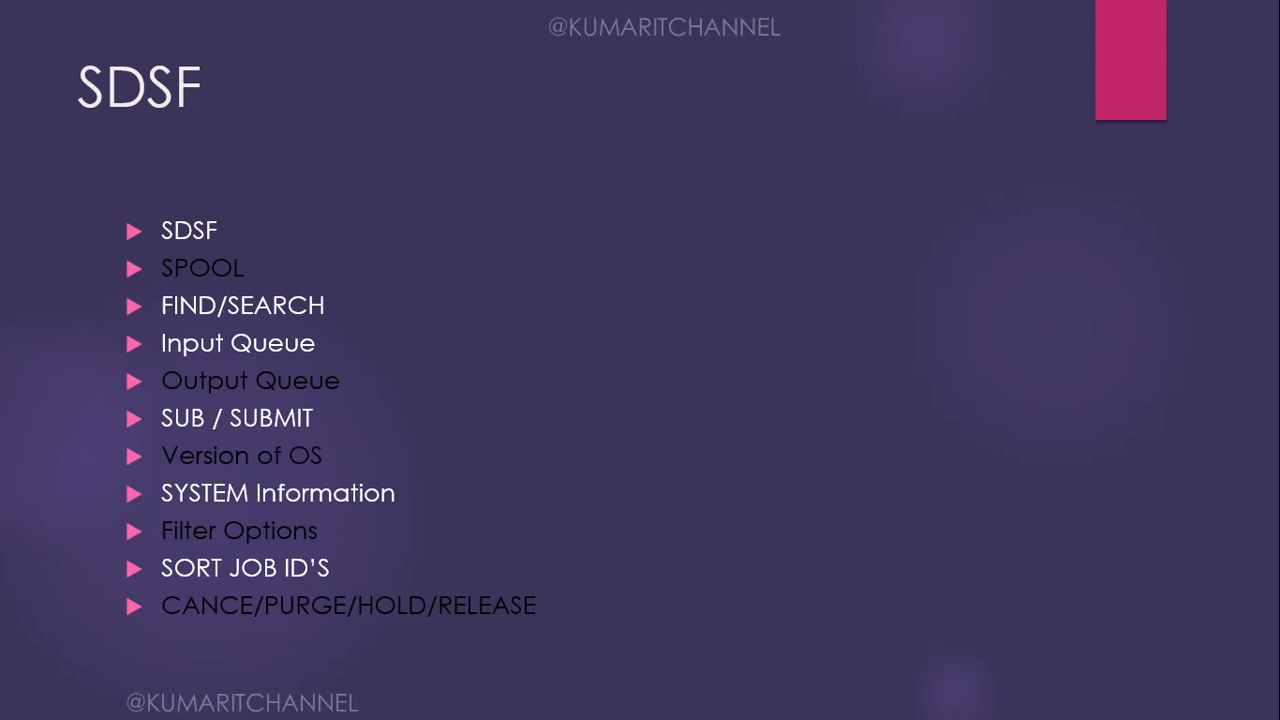 @KUMARITCHANNEL
SDSF
SDSF
SPOOL
FIND/SEARCH
Input Queue
Output Queue
SUB / SUBMIT
Version of OS
SYSTEM Information
Filter Options
SORT JOB ID’S
CANCE/PURGE/HOLD/RELEASE
@KUMARITCHANNEL